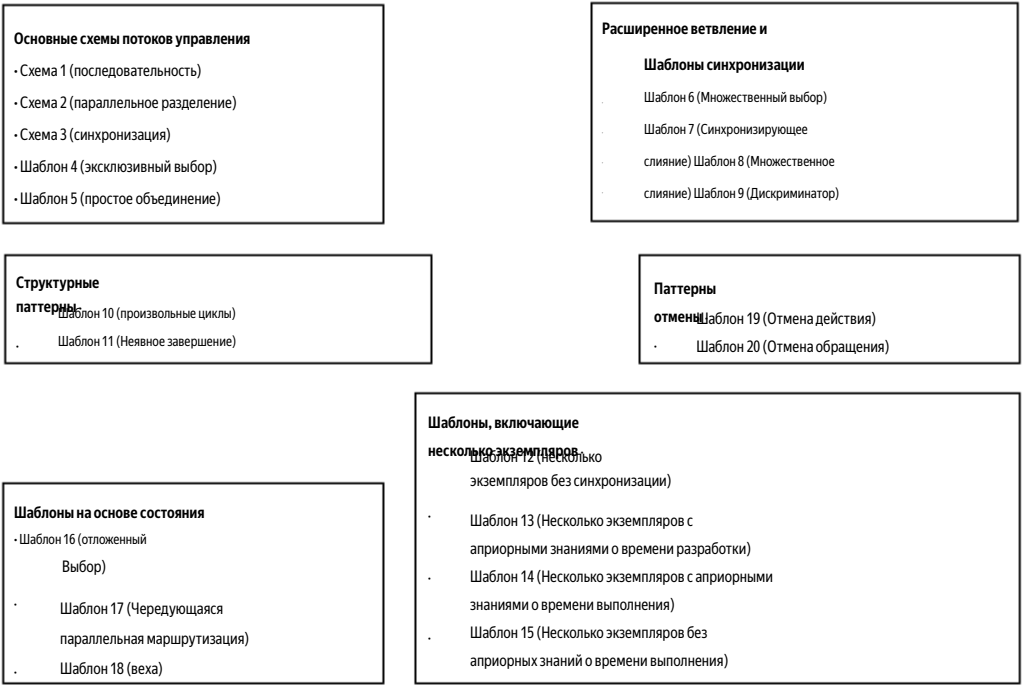 Основные схемы потоков управления
· Схема 1 (последовательность)
· Схема 2 (параллельное разделение)
· Схема 3 (синхронизация)
· Шаблон 4 (эксклюзивный выбор)
· Шаблон 5 (простое объединение)
Расширенное ветвление и
Шаблоны синхронизации
Шаблон 6 (Множественный выбор)
Шаблон 7 (Синхронизирующее
слияние) Шаблон 8 (Множественное
слияние) Шаблон 9 (Дискриминатор)
Структурные
паттерны
Шаблон 10 (произвольные циклы)
· Шаблон 11 (Неявное завершение)
Паттерны
отмены
Шаблон 19 (Отмена действия)
· Шаблон 20 (Отмена обращения)
Шаблоны, включающие
несколько экземпляров
Шаблон 12 (несколько
экземпляров без синхронизации)
· Шаблон 13 (Несколько экземпляров с
априорными знаниями о времени разработки)
· Шаблон 14 (Несколько экземпляров с априорными
знаниями о времени выполнения)
· Шаблон 15 (Несколько экземпляров без
априорных знаний о времени выполнения)
Шаблоны на основе состояния
· Шаблон 16 (отложенный
Выбор)
· Шаблон 17 (Чередующаяся
параллельная маршрутизация)
· Шаблон 18 (веха)